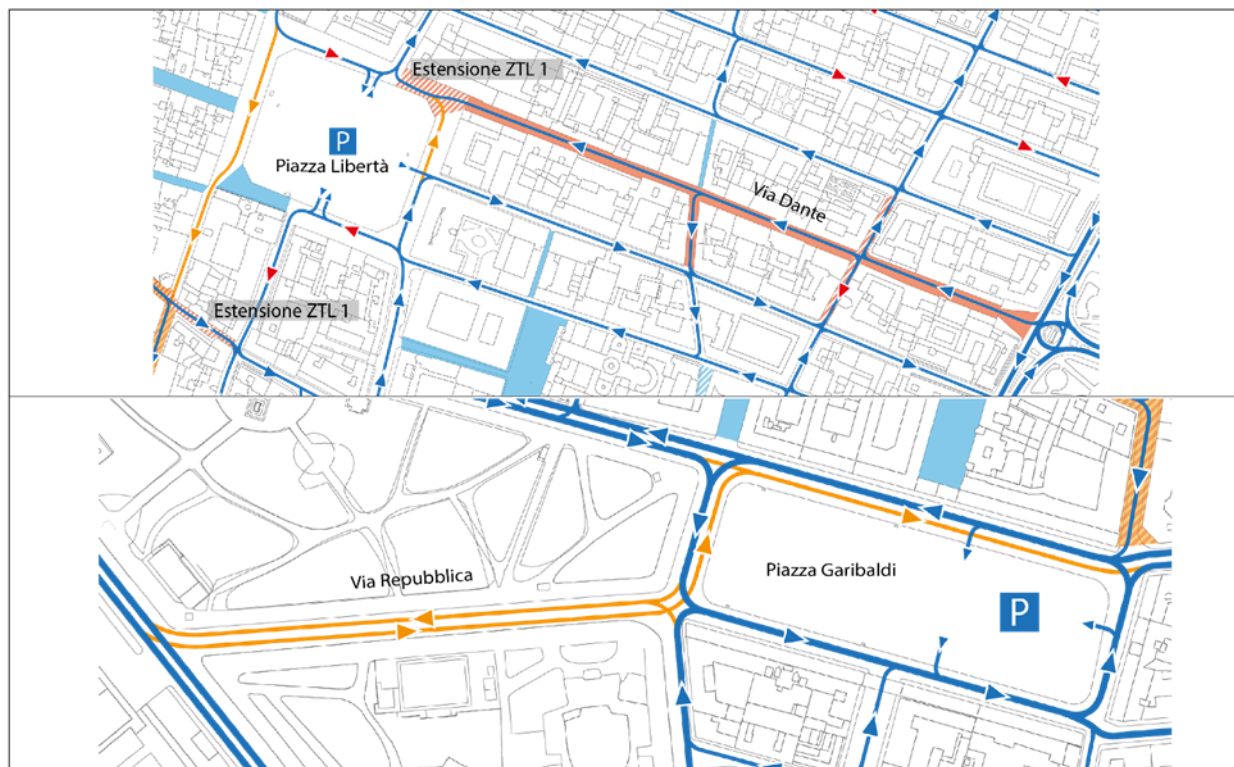 Estensione ZTL 1
P
Piazza Libertà
Via Dante
Estensione ZTL 1
Via Repubblica
Piazza Garibaldi
P